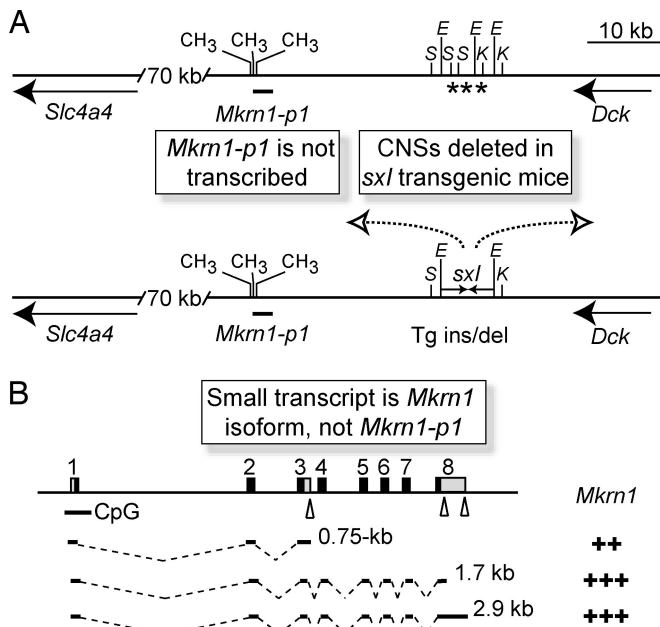 A
CH3 CH3 CH3
E E E
S S S K K
10 kb
70 kb
***
Slc4a4
Mkrn1-p1
Dck
Mkrn1-p1 is not
transcribed
CNSs deleted in
sxl transgenic mice
CH3 CH3 CH3
E E
S sxl K
70 kb
Slc4a4
Mkrn1-p1
Tg ins/del
Dck
B
Small transcript is Mkrn1
isoform, not Mkrn1-p1
1 2 3 4 5 6 7 8
Mkrn1
CpG
0.75-kb
++
1.7 kb
+++
2.9 kb
+++